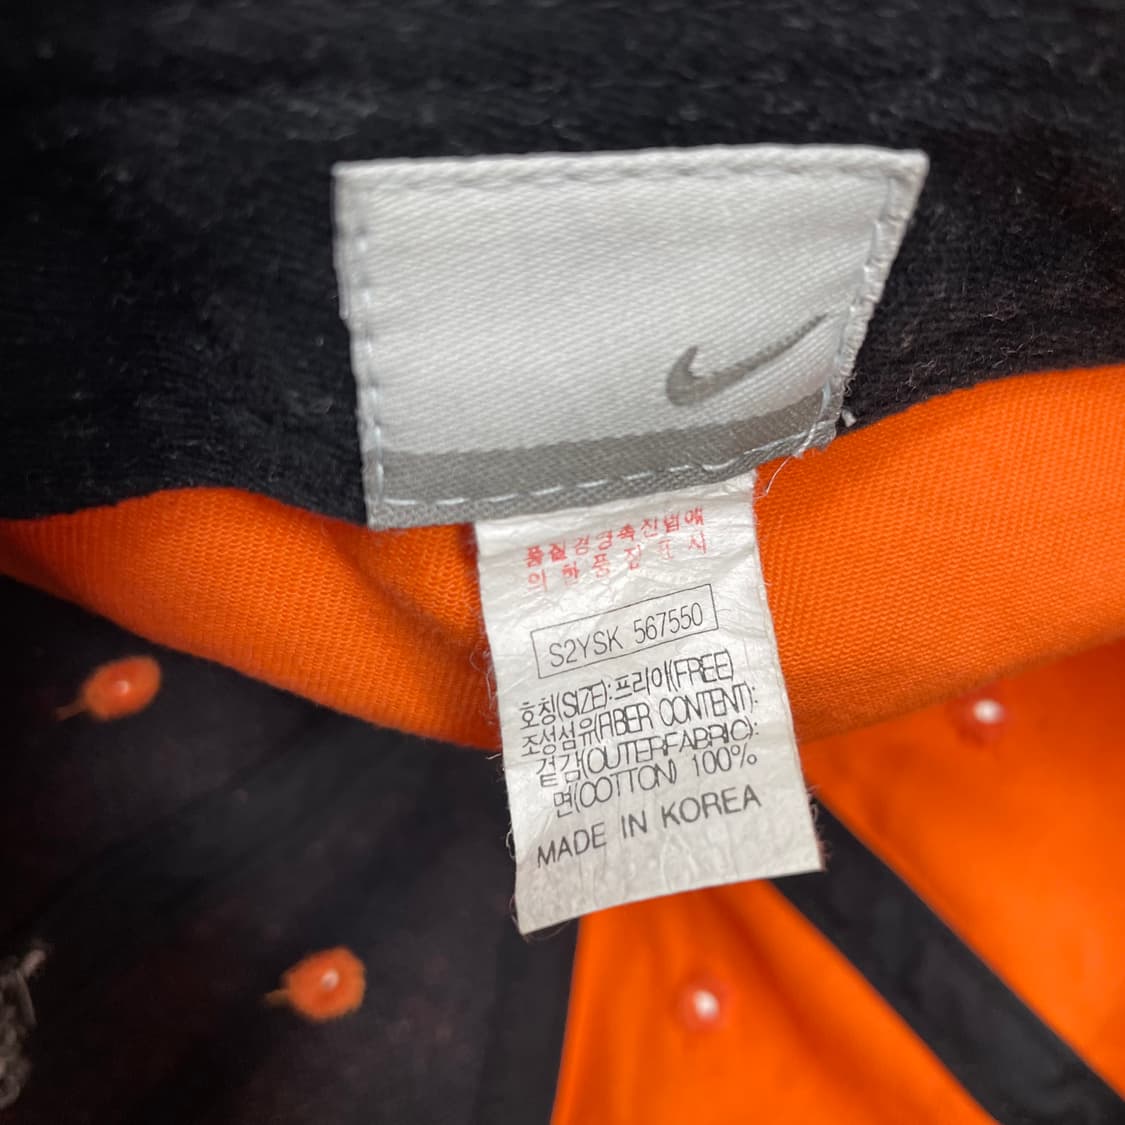 품질경영촉진법에
의한품질표시
S2YSK 567550
호칭(SIZE):프리이(FREE)
조성섬유(FIBER CONTENT):
겉감(OUTERFABRIC):
면(COTTON) 100%
MADE IN KOREA